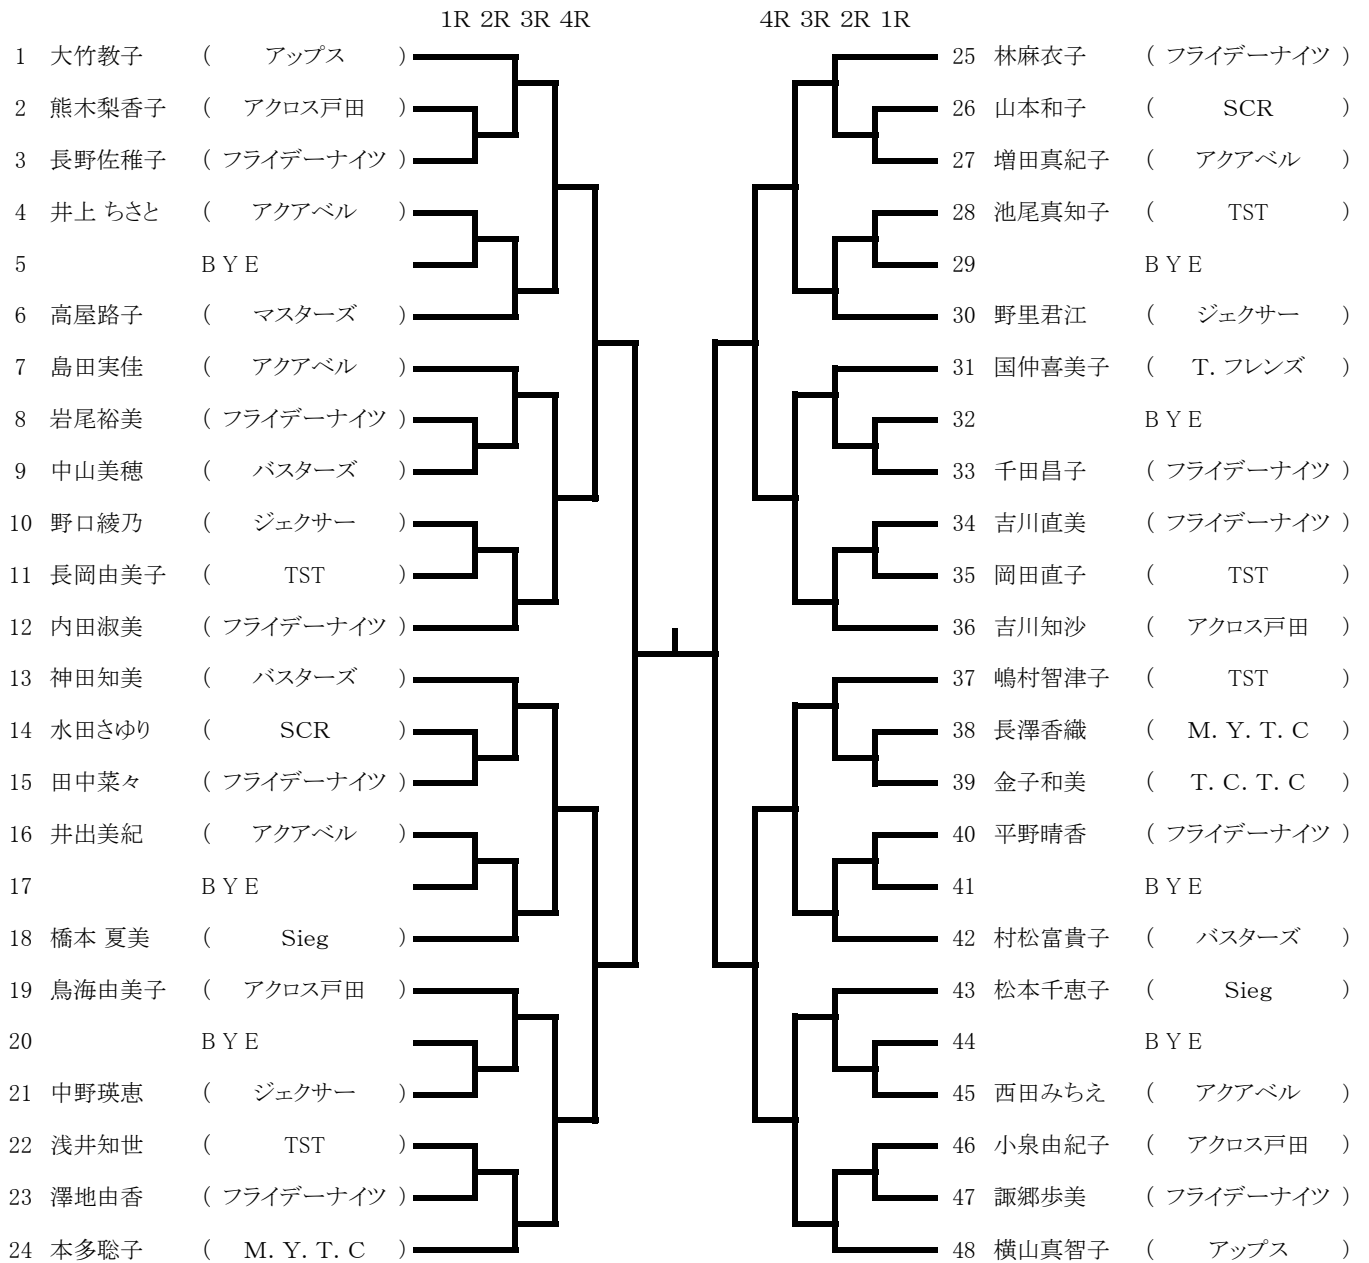 1R 2R 3R 4R
1 大竹教子 ( アップス )
2 熊木梨香子 ( アクロス戸田 )
3 長野佐稚子 ( フライデーナイツ )
4 井上 ちさと ( アクアベル )
5 BYE
6 高屋路子 ( マスターズ )
7 島田実佳 ( アクアベル )
8 岩尾裕美 ( フライデーナイツ )
9 中山美穂 ( バスターズ )
10 野口綾乃 ( ジェクサー )
11 長岡由美子 ( TST )
12 内田淑美 ( フライデーナイツ )
13 神田知美 ( バスターズ )
14 水田さゆり ( SCR )
15 田中菜々 ( フライデーナイツ )
16 井出美紀 ( アクアベル )
17 BYE
18 橋本 夏美 ( Sieg )
19 鳥海由美子 ( アクロス戸田 )
20 BYE
21 中野瑛恵 ( ジェクサー )
22 浅井知世 ( TST )
23 澤地由香 ( フライデーナイツ )
24 本多聡子 ( M. Y. T. C )
4R 3R 2R 1R
25 林麻衣子 ( フライデーナイツ )
26 山本和子 ( SCR )
27 増田真紀子 ( アクアベル )
28 池尾真知子 ( TST )
29 BYE
30 野里君江 ( ジェクサー )
31 国仲喜美子 ( T. フレンズ )
32 BYE
33 千田昌子 ( フライデーナイツ )
34 吉川直美 ( フライデーナイツ )
35 岡田直子 ( TST )
36 吉川知沙 ( アクロス戸田 )
37 嶋村智津子 ( TST )
38 長澤香織 ( M. Y. T. C )
39 金子和美 ( T. C. T. C )
40 平野晴香 ( フライデーナイツ )
41 BYE
42 村松富貴子 ( バスターズ )
43 松本千恵子 ( Sieg )
44 BYE
45 西田みちえ ( アクアベル )
46 小泉由紀子 ( アクロス戸田 )
47 諏郷歩美 ( フライデーナイツ )
48 横山真智子 ( アップス )